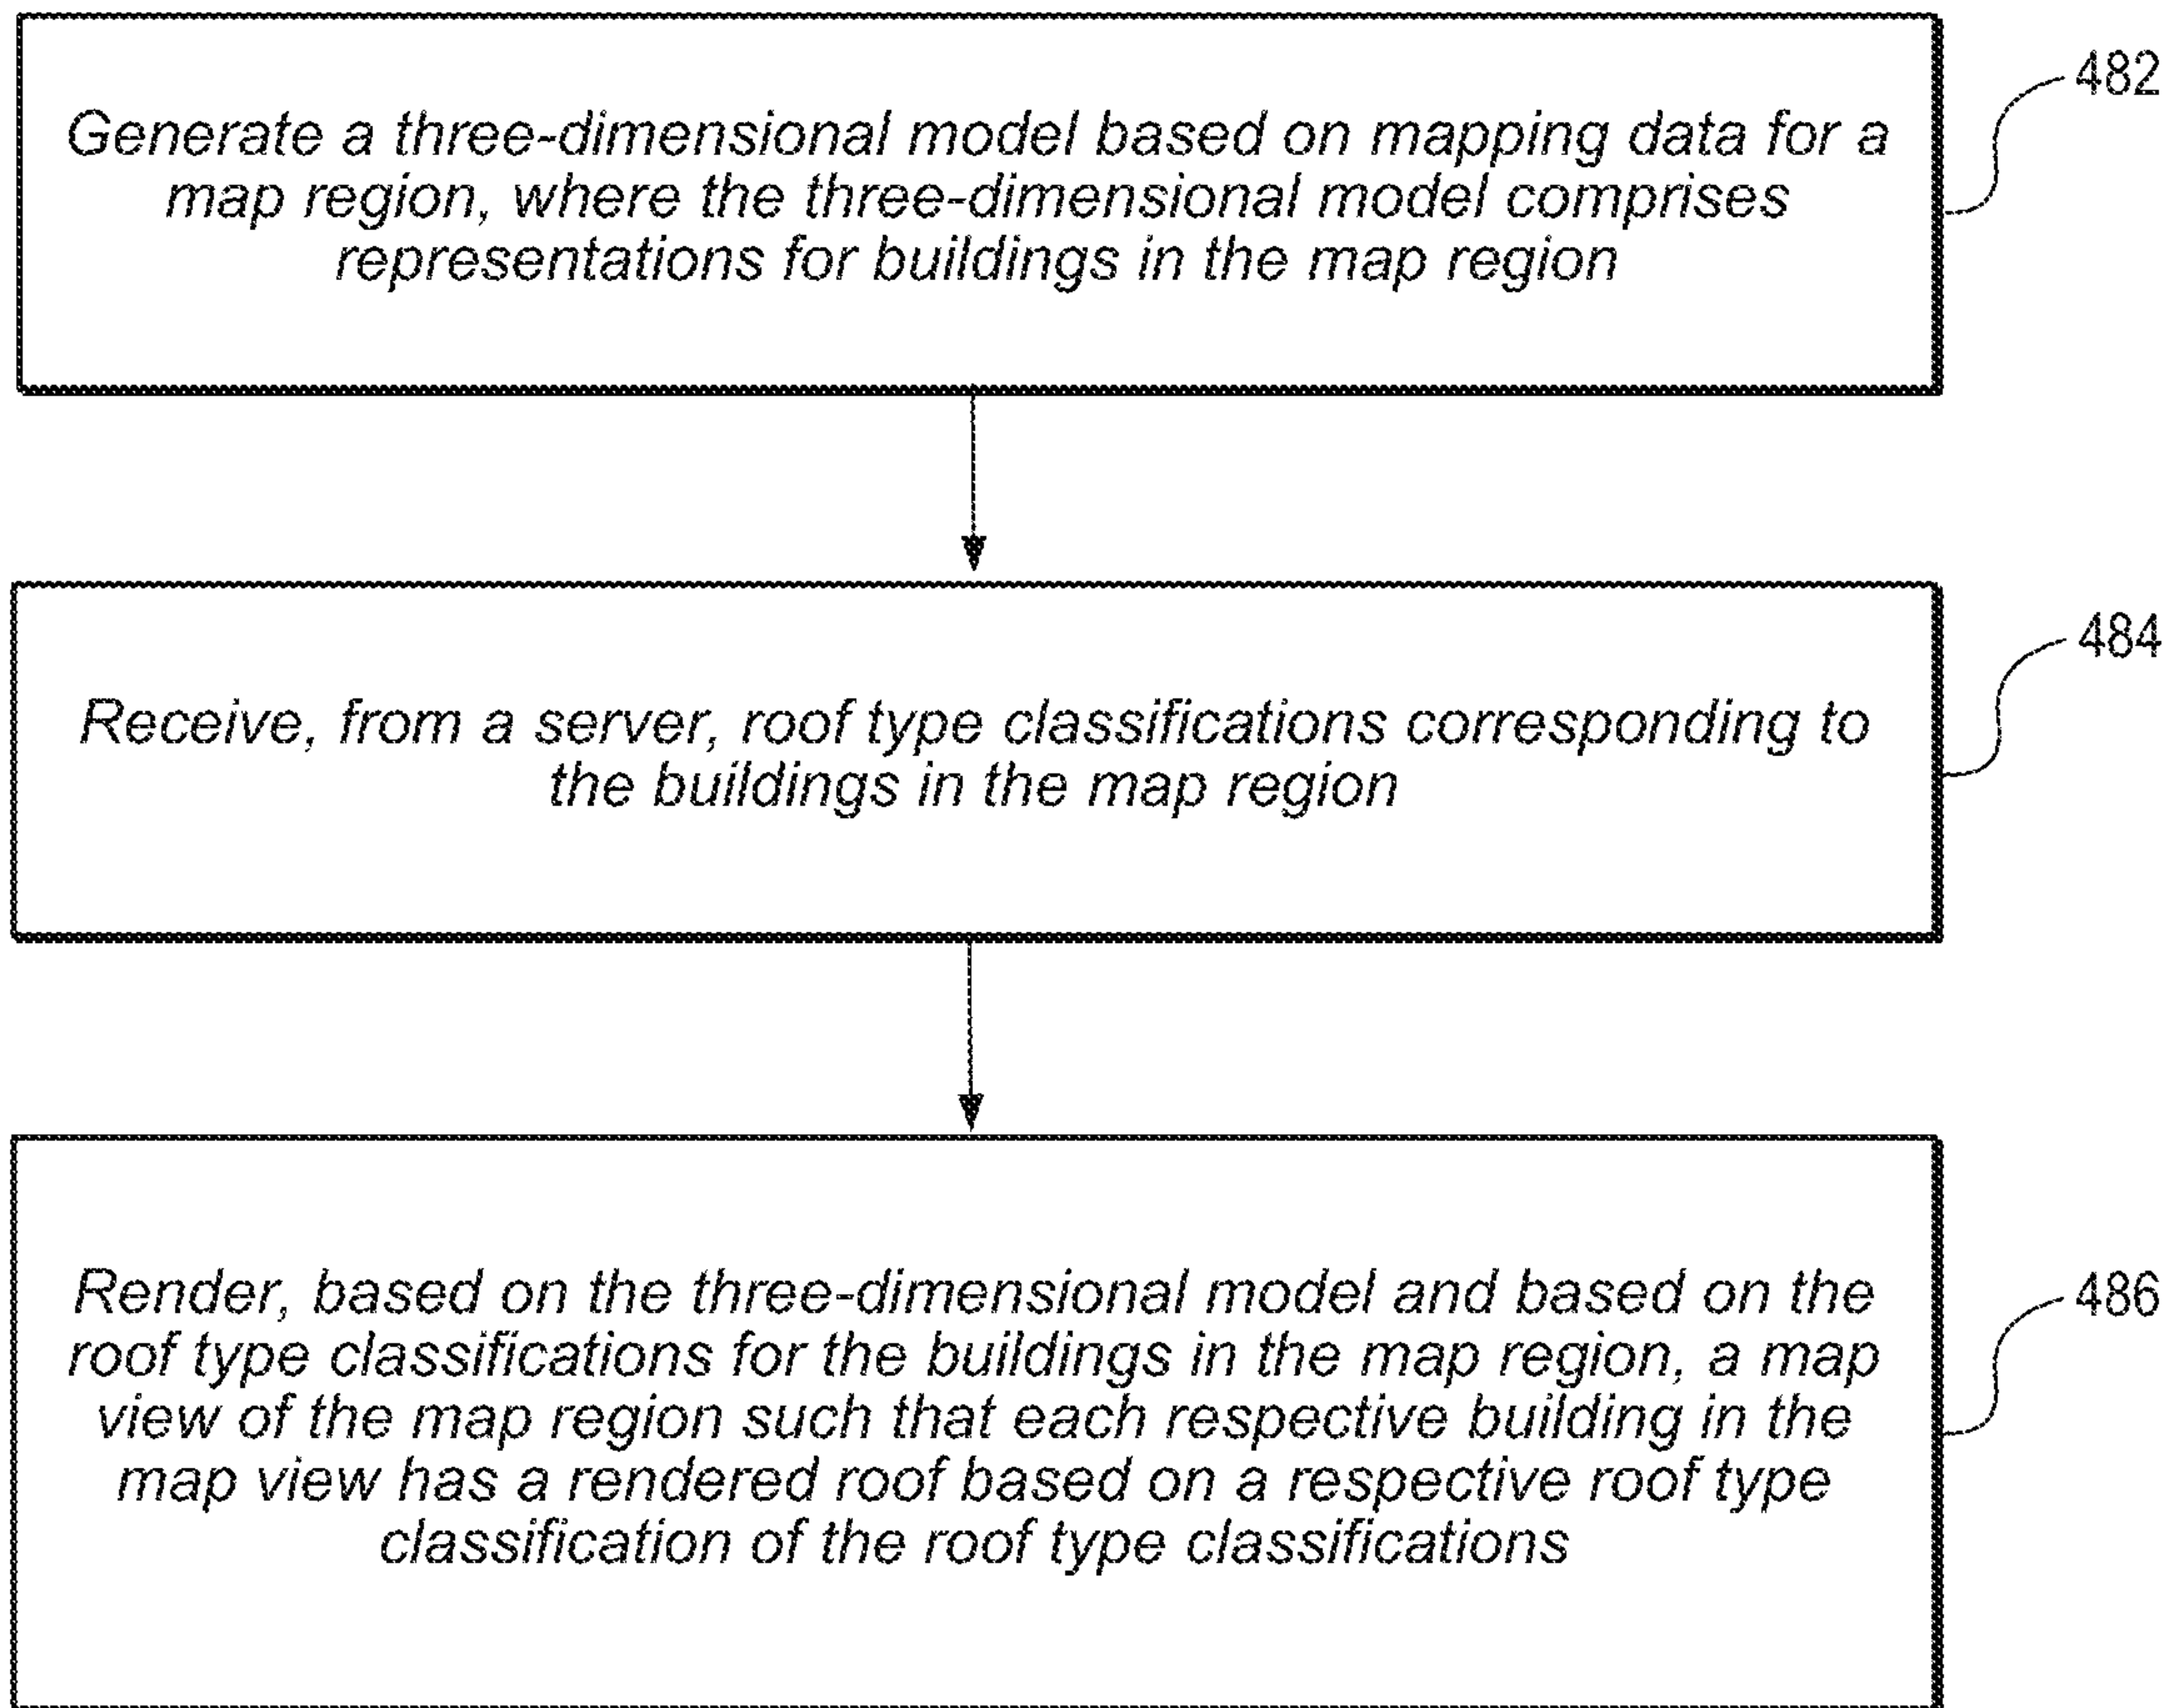 Generate a three-dimensional model based on mapping data for a
map region, where the three-dimensional model comprises
representations for buildings in the map region
482
Receive, from a server, roof type classifications corresponding to
the buildings in the map region
484
Render, based on the three-dimensional model and based on the
roof type classifications for the buildings in the map region, a map
view of the map region such that each respective building in the
map view has a rendered roof based on a respective roof type
classification of the roof type classifications
486